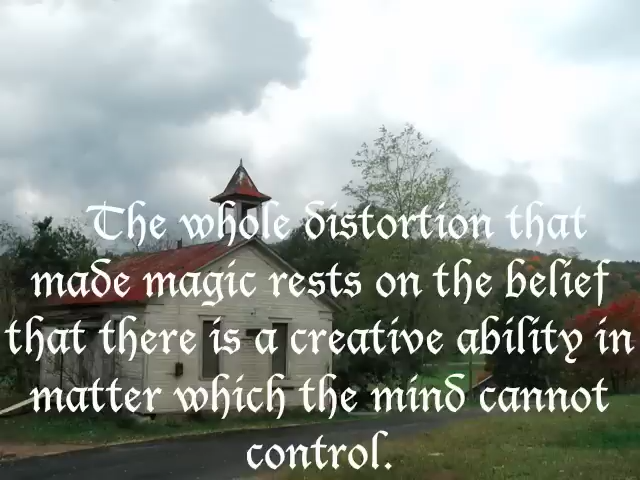 The whole distortion that
made magic rests on the belief
that there is a creative ability in
matter which the mind cannot
control.